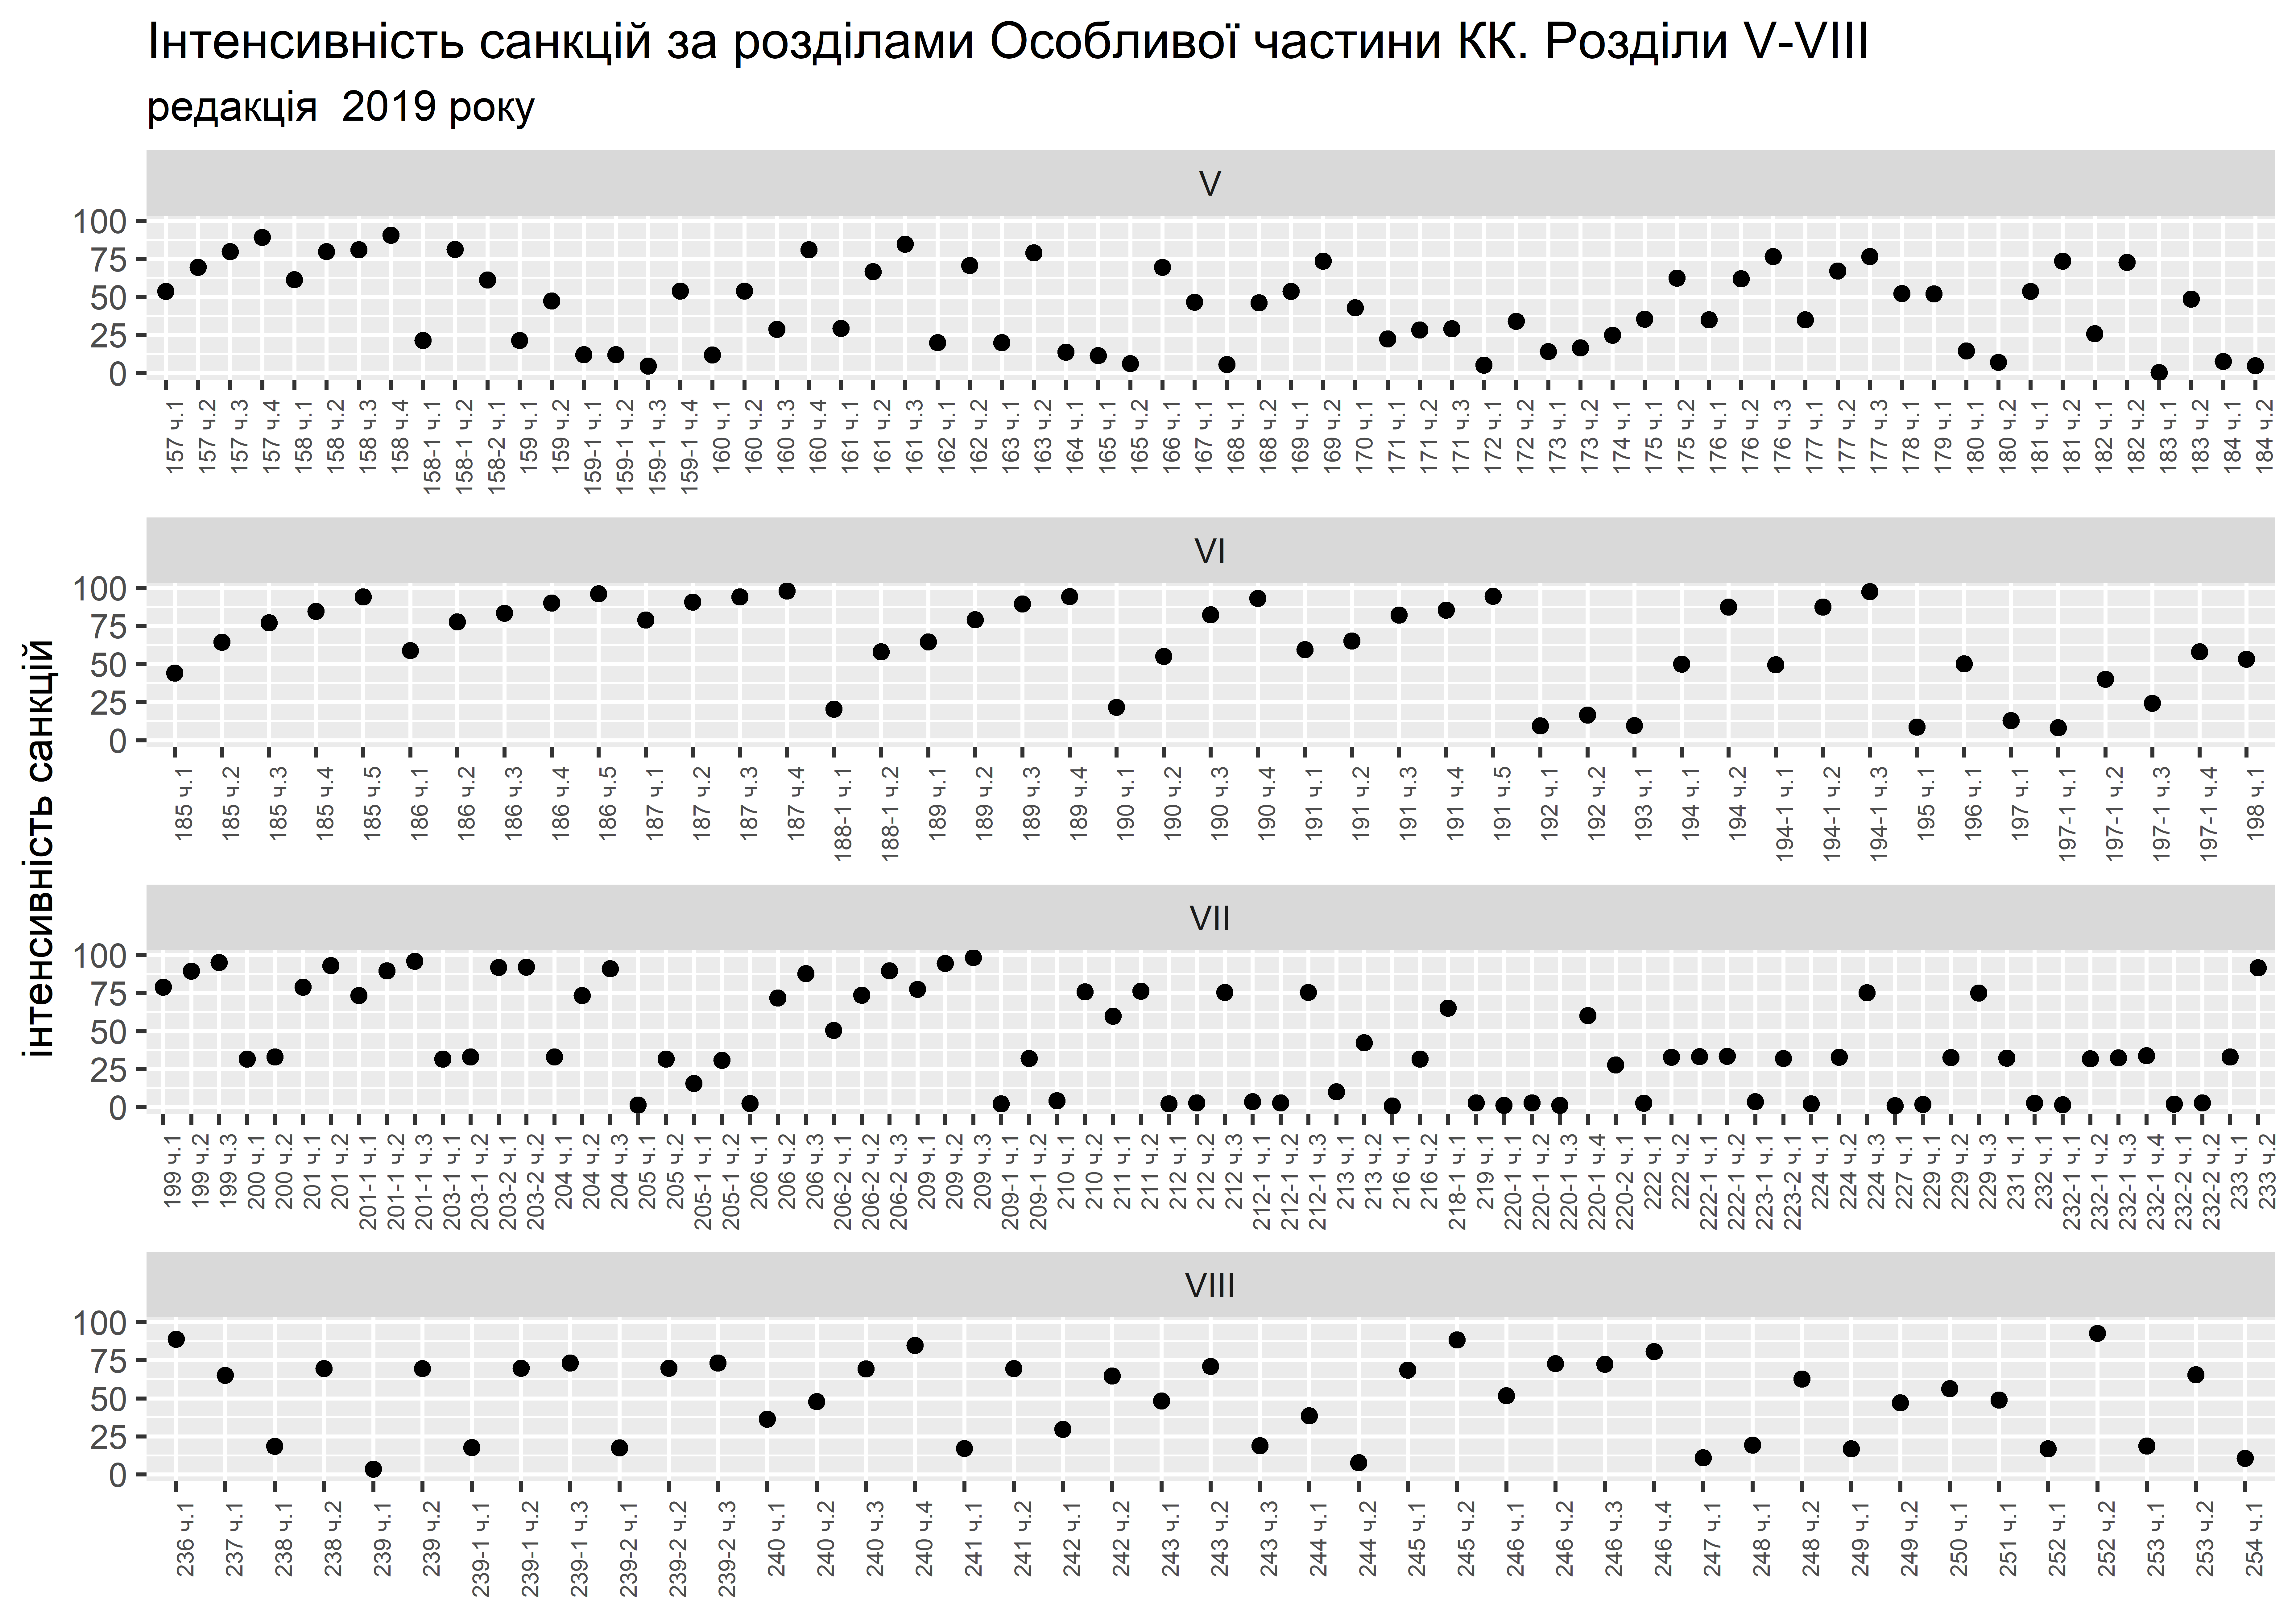 Інтенсивність санкцій за розділами Особливої частини КК. Розділи V-VIII
редакція  2019 року
інтенсивність санкцій
V
100
75
50
25
0
157 ч.1 157 ч.2 157 ч.3 157 ч.4 158 ч.1 158 ч.2 158 ч.3 158 ч.4 158-1 ч.1 158-1 ч.2 158-2 ч.1 159 ч.1 159 ч.2 159-1 ч.1 159-1 ч.2 159-1 ч.3 159-1 ч.4 160 ч.1 160 ч.2 160 ч.3 160 ч.4 161 ч.1 161 ч.2 161 ч.3 162 ч.1 162 ч.2 163 ч.1 163 ч.2 164 ч.1 165 ч.1 165 ч.2 166 ч.1 167 ч.1 168 ч.1 168 ч.2 169 ч.1 169 ч.2 170 ч.1 171 ч.1 171 ч.2 171 ч.3 172 ч.1 172 ч.2 173 ч.1 173 ч.2 174 ч.1 175 ч.1 175 ч.2 176 ч.1 176 ч.2 176 ч.3 177 ч.1 177 ч.2 177 ч.3 178 ч.1 179 ч.1 180 ч.1 180 ч.2 181 ч.1 181 ч.2 182 ч.1 182 ч.2 183 ч.1 183 ч.2 184 ч.1 184 ч.2
VI
100
75
50
25
0
185 ч.1 185 ч.2 185 ч.3 185 ч.4 185 ч.5 186 ч.1 186 ч.2 186 ч.3 186 ч.4 186 ч.5 187 ч.1 187 ч.2 187 ч.3 187 ч.4 188-1 ч.1 188-1 ч.2 189 ч.1 189 ч.2 189 ч.3 189 ч.4 190 ч.1 190 ч.2 190 ч.3 190 ч.4 191 ч.1 191 ч.2 191 ч.3 191 ч.4 191 ч.5 192 ч.1 192 ч.2 193 ч.1 194 ч.1 194 ч.2 194-1 ч.1 194-1 ч.2 194-1 ч.3 195 ч.1 196 ч.1 197 ч.1 197-1 ч.1 197-1 ч.2 197-1 ч.3 197-1 ч.4 198 ч.1
VII
100
75
50
25
0
199 ч.1 199 ч.2 199 ч.3 200 ч.1 200 ч.2 201 ч.1 201 ч.2 201-1 ч.1 201-1 ч.2 201-1 ч.3 203-1 ч.1 203-1 ч.2 203-2 ч.1 203-2 ч.2 204 ч.1 204 ч.2 204 ч.3 205 ч.1 205 ч.2 205-1 ч.1 205-1 ч.2 206 ч.1 206 ч.2 206 ч.3 206-2 ч.1 206-2 ч.2 206-2 ч.3 209 ч.1 209 ч.2 209 ч.3 209-1 ч.1 209-1 ч.2 210 ч.1 210 ч.2 211 ч.1 211 ч.2 212 ч.1 212 ч.2 212 ч.3 212-1 ч.1 212-1 ч.2 212-1 ч.3 213 ч.1 213 ч.2 216 ч.1 216 ч.2 218-1 ч.1 219 ч.1 220-1 ч.1 220-1 ч.2 220-1 ч.3 220-1 ч.4 220-2 ч.1 222 ч.1 222 ч.2 222-1 ч.1 222-1 ч.2 223-1 ч.1 223-2 ч.1 224 ч.1 224 ч.2 224 ч.3 227 ч.1 229 ч.1 229 ч.2 229 ч.3 231 ч.1 232 ч.1 232-1 ч.1 232-1 ч.2 232-1 ч.3 232-1 ч.4 232-2 ч.1 232-2 ч.2 233 ч.1 233 ч.2
VIII
100
75
50
25
0
236 ч.1 237 ч.1 238 ч.1 238 ч.2 239 ч.1 239 ч.2 239-1 ч.1 239-1 ч.2 239-1 ч.3 239-2 ч.1 239-2 ч.2 239-2 ч.3 240 ч.1 240 ч.2 240 ч.3 240 ч.4 241 ч.1 241 ч.2 242 ч.1 242 ч.2 243 ч.1 243 ч.2 243 ч.3 244 ч.1 244 ч.2 245 ч.1 245 ч.2 246 ч.1 246 ч.2 246 ч.3 246 ч.4 247 ч.1 248 ч.1 248 ч.2 249 ч.1 249 ч.2 250 ч.1 251 ч.1 252 ч.1 252 ч.2 253 ч.1 253 ч.2 254 ч.1